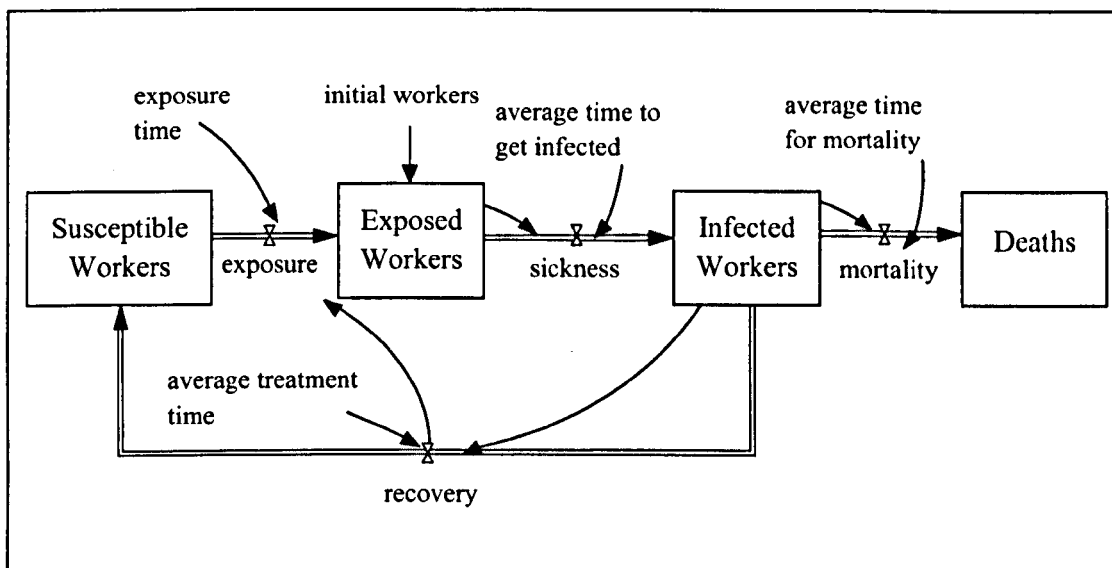 exposure
time
initial workers
average time to
get infected
average time
for mortality
Susceptible
Workers
exposure
Exposed
Workers
sickness
Infected
Workers
mortality
Deaths
average treatment
time
recovery